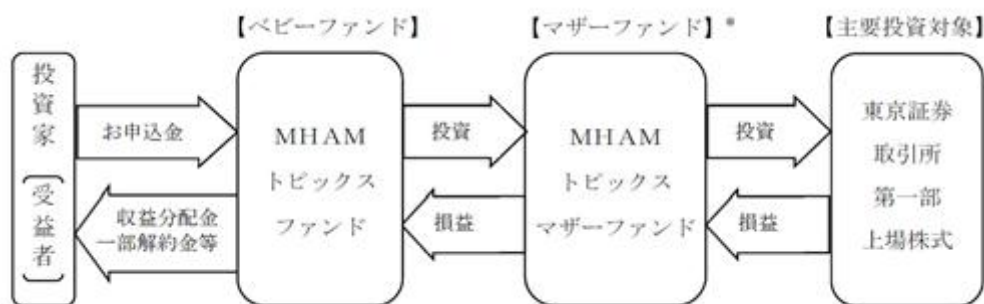 【ベビーファンド】
【マザーファンド】*
【主要投資対象】
投資家
〔受益者〕
お申込金
収益分配金
一部解約金等
MHAM
トピックス
ファンド
投資
損益
MHAM
トピックス
マザーファンド
投資
損益
東京証券
取引所
第一部
上場株式